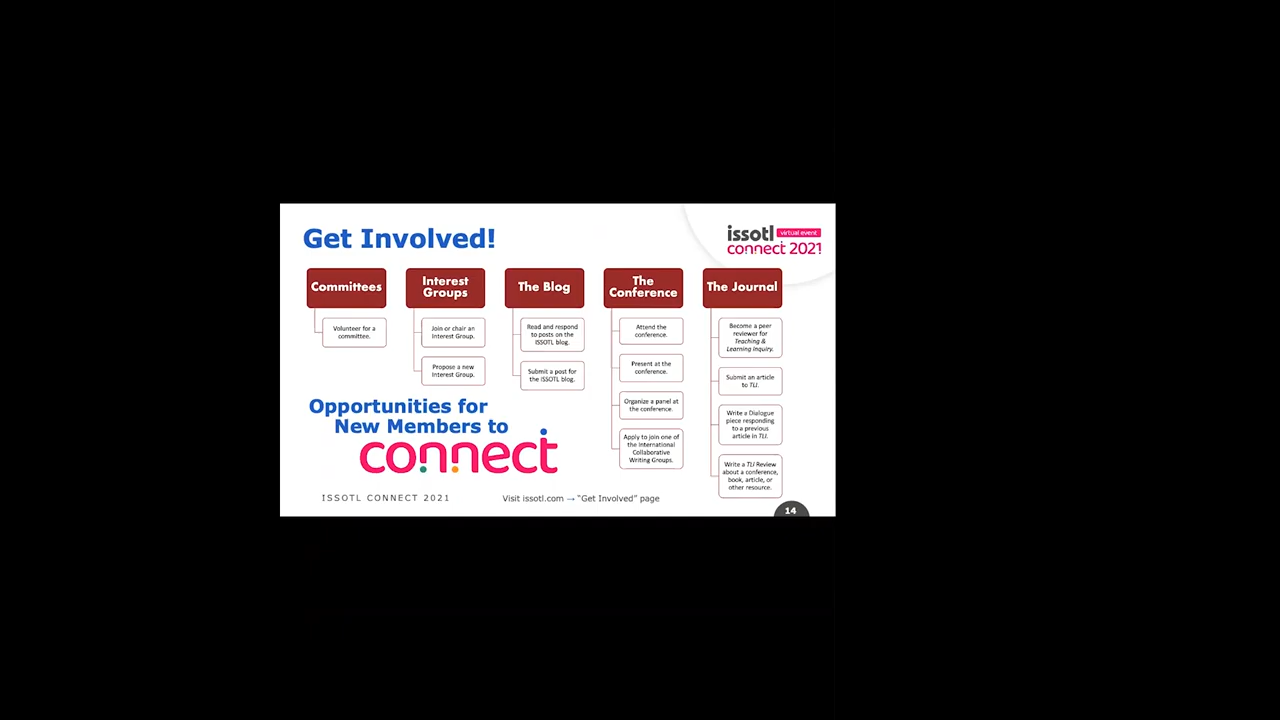 Get Involved!
issotl virtual event
connect 2021
Committees
Volunteer for a
committee.
Interest
Groups
Join or chair an
Interest Group.
Propose a new
Interest Group.
The Blog
Read and respond
to posts on the
ISSOTL blog.
Submit a post for
the ISSOTL blog.
The
Conference
Attend the
conference.
Present at the
conference.
Organize a panel at
the conference.
Apply to join one of
the International
Collaborative
Writing Groups.
The Journal
Become a peer
reviewer for
Teaching &
Learning Inquiry.
Submit an article
to TLI.
Write a Dialogue
piece responding
to a previous
article in TLI.
Write a TLI Review
about a conference,
book, article, or
other resource.
Opportunities for
New Members to
connect
ISSOTL CONNECT 2021
Visit issotl.com → “Get Involved” page
14